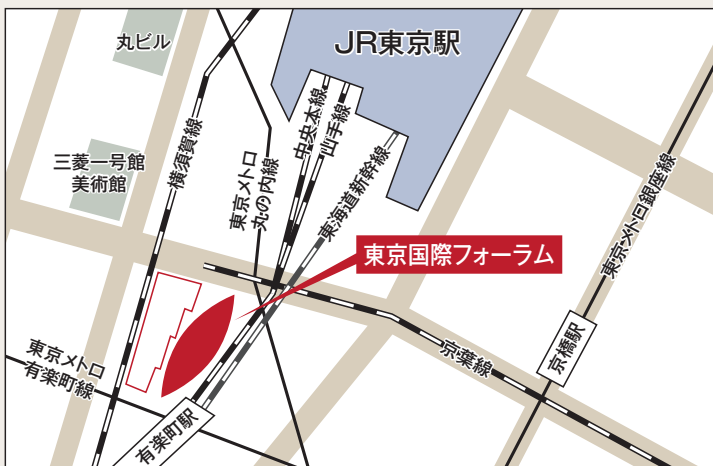 丸ビル
JR東京駅
三菱一号館
美術館
横須賀線
東京メトロ
丸の内線
中央本線
山手線
東海道新幹線
東京メトロ銀座線
東京国際フォーラム
京橋駅
京葉線
東京メトロ
有楽町線
有楽町駅